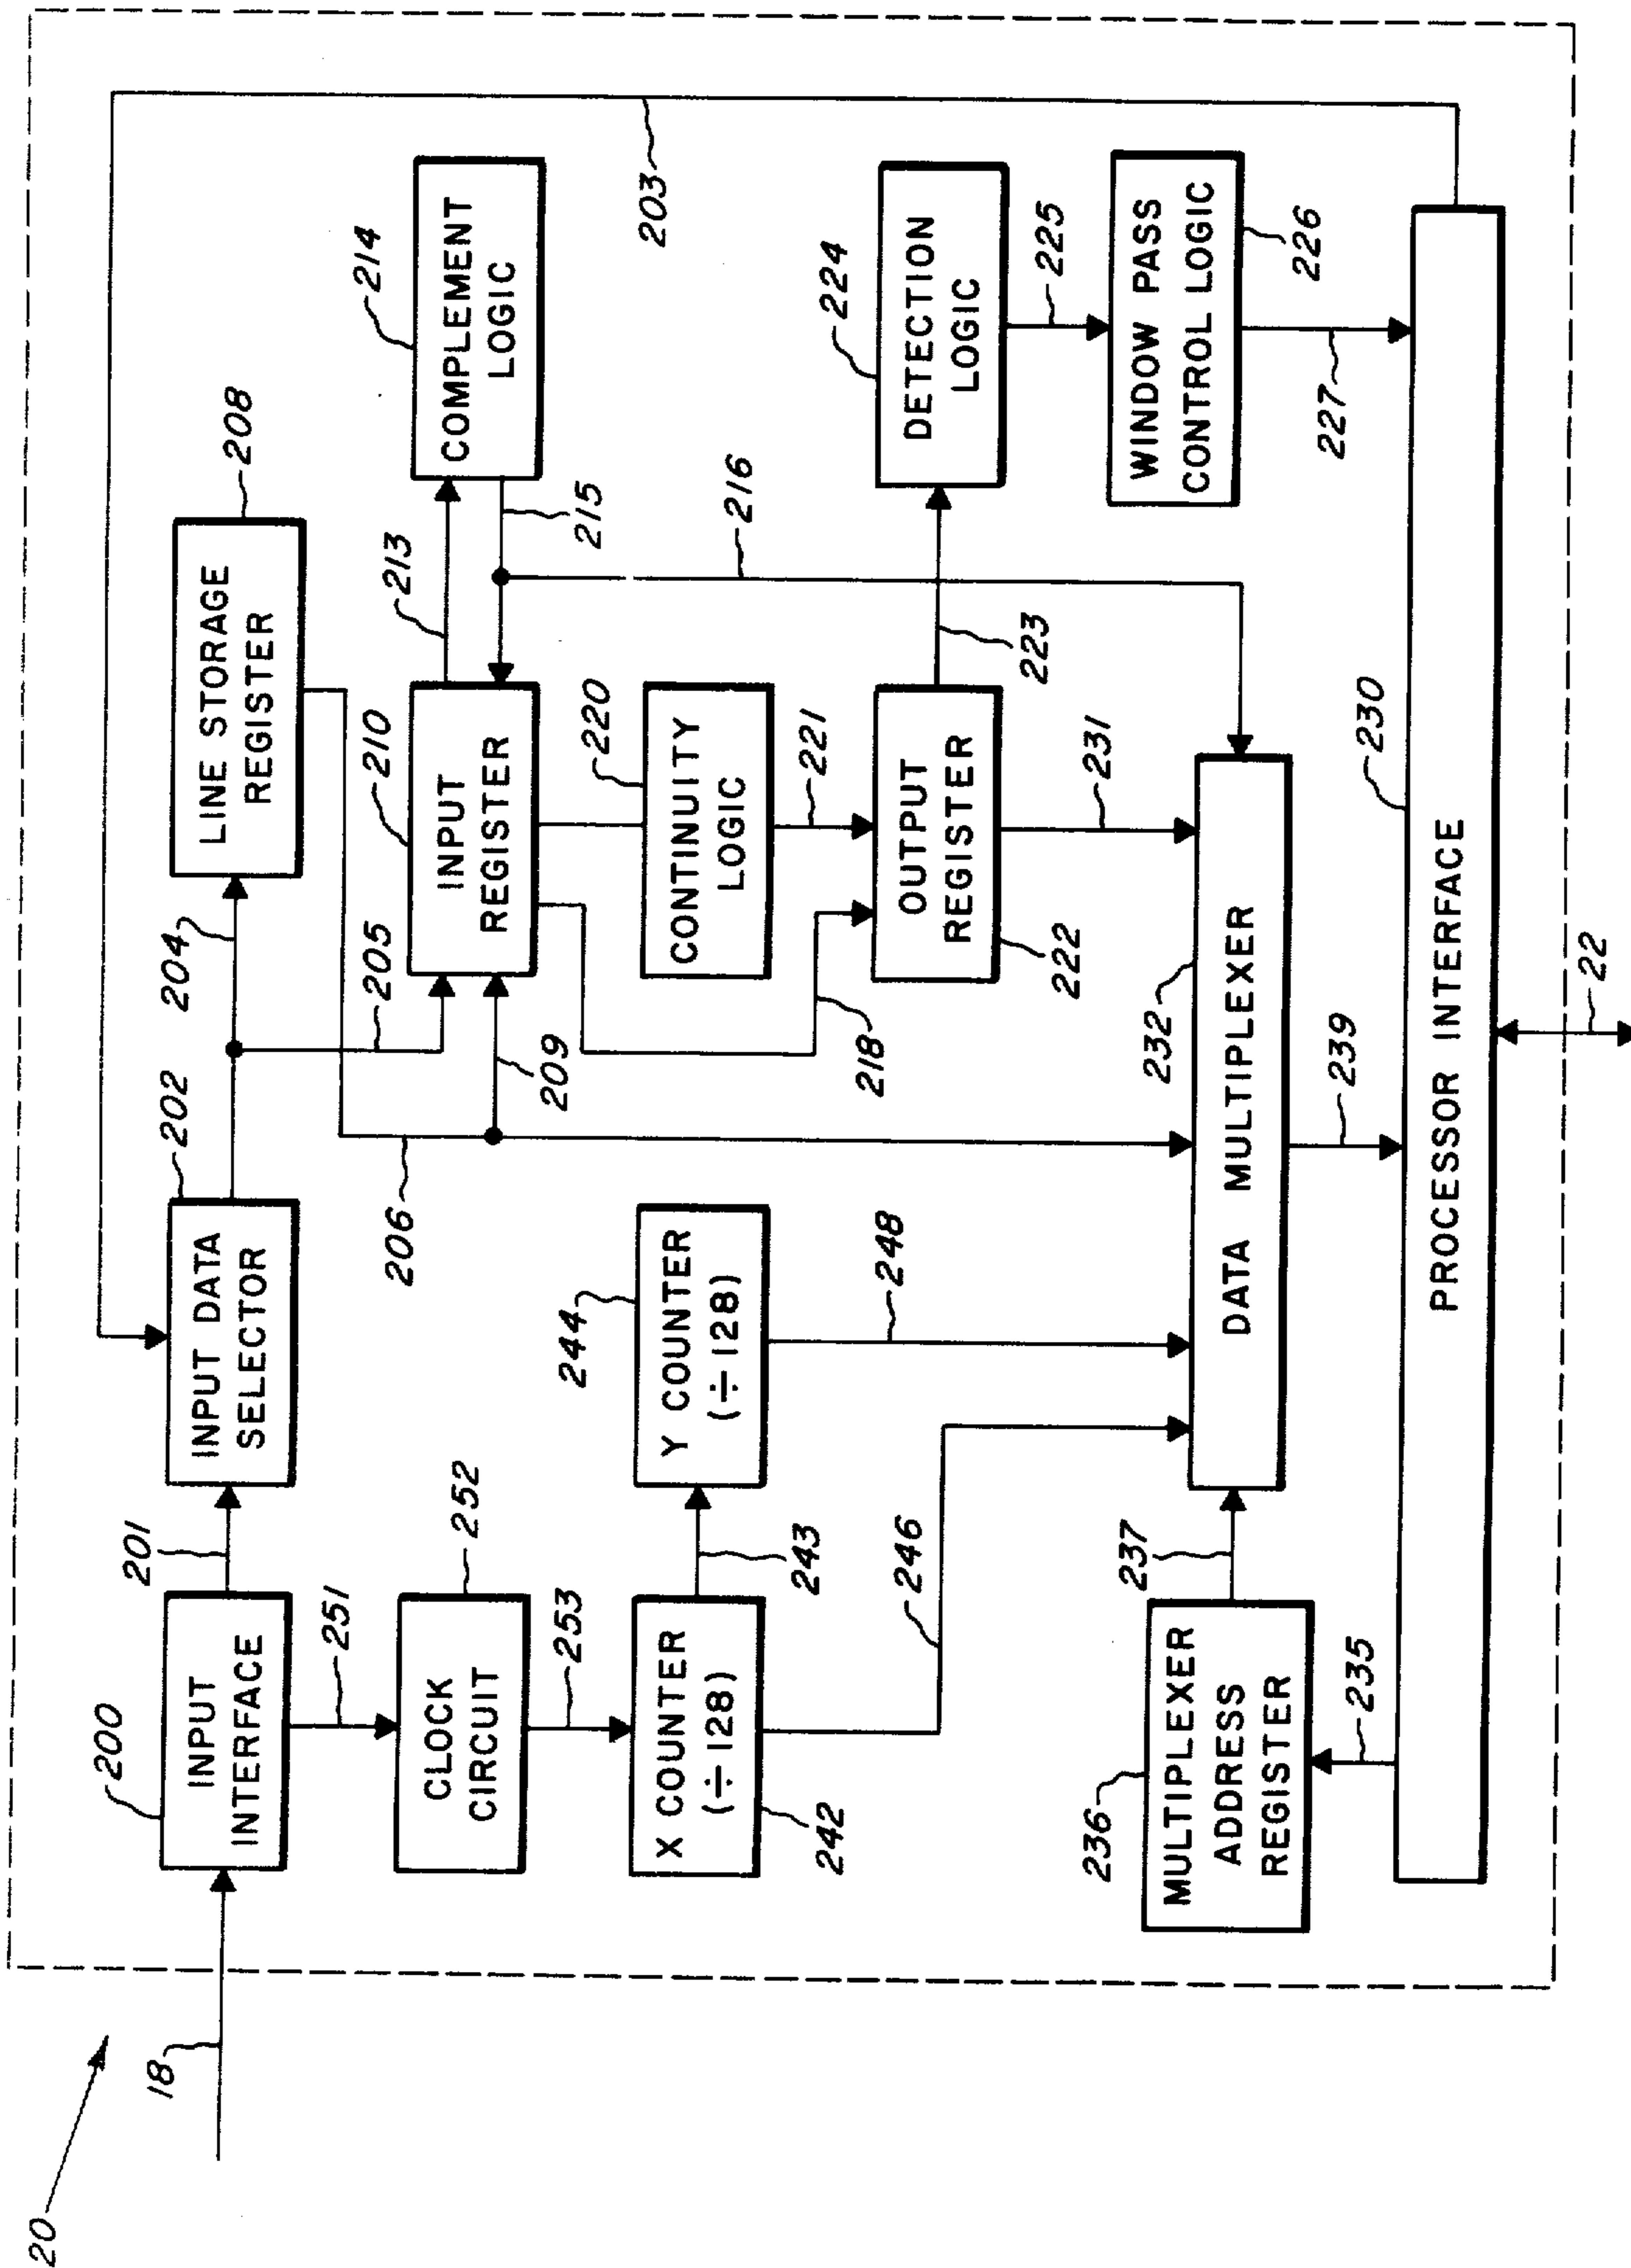 20
18
200
INPUT
INTERFACE
201
202
INPUT DATA
SELECTOR
204
208
LINE STORAGE
REGISTER
203
251
252
CLOCK
CIRCUIT
253
205
206
209
210
INPUT
REGISTER
213
214
COMPLEMENT
LOGIC
215
216
242
X COUNTER
(÷128)
243
244
Y COUNTER
(÷128)
220
CONTINUITY
LOGIC
221
218
246
248
222
OUTPUT
REGISTER
223
224
DETECTION
LOGIC
225
231
WINDOW PASS
CONTROL LOGIC
226
227
236
MULTIPLEXER
ADDRESS
REGISTER
237
232
DATA MULTIPLEXER
235
239
230
PROCESSOR INTERFACE
22